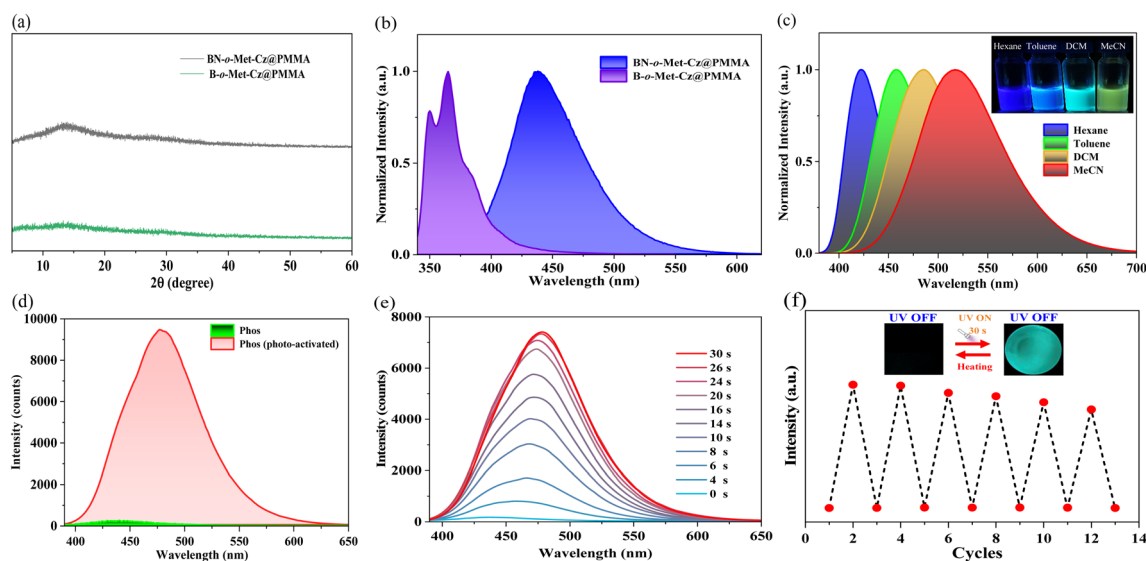 (a)
BN-o-Met-Cz@PMMA
B-o-Met-Cz@PMMA
10 20 30 40 50 60
2θ (degree)
(b)
Normalized Intensity (a.u.)
1.0
0.5
0.0
BN-o-Met-Cz@PMMA
B-o-Met-Cz@PMMA
350 400 450 500 550 600
Wavelength (nm)
(c)
Normalized Intensity (a.u.)
1.0
0.5
0.0
Hexane Toluene DCM MeCN
Hexane
Toluene
DCM
MeCN
400 450 500 550 600 650 700
Wavelength (nm)
(d)
Intensity (counts)
10000
8000
6000
4000
2000
0
Phos
Phos (photo-activated)
400 450 500 550 600 650
Wavelength (nm)
(e)
Intensity (counts)
8000
6000
4000
2000
0
30 s
26 s
24 s
20 s
16 s
14 s
10 s
8 s
6 s
4 s
0 s
400 450 500 550 600 650
Wavelength (nm)
(f)
Intensity (a.u.)
UV OFF
UV ON
30 s
Heating
UV OFF
0 2 4 6 8 10 12 14
Cycles